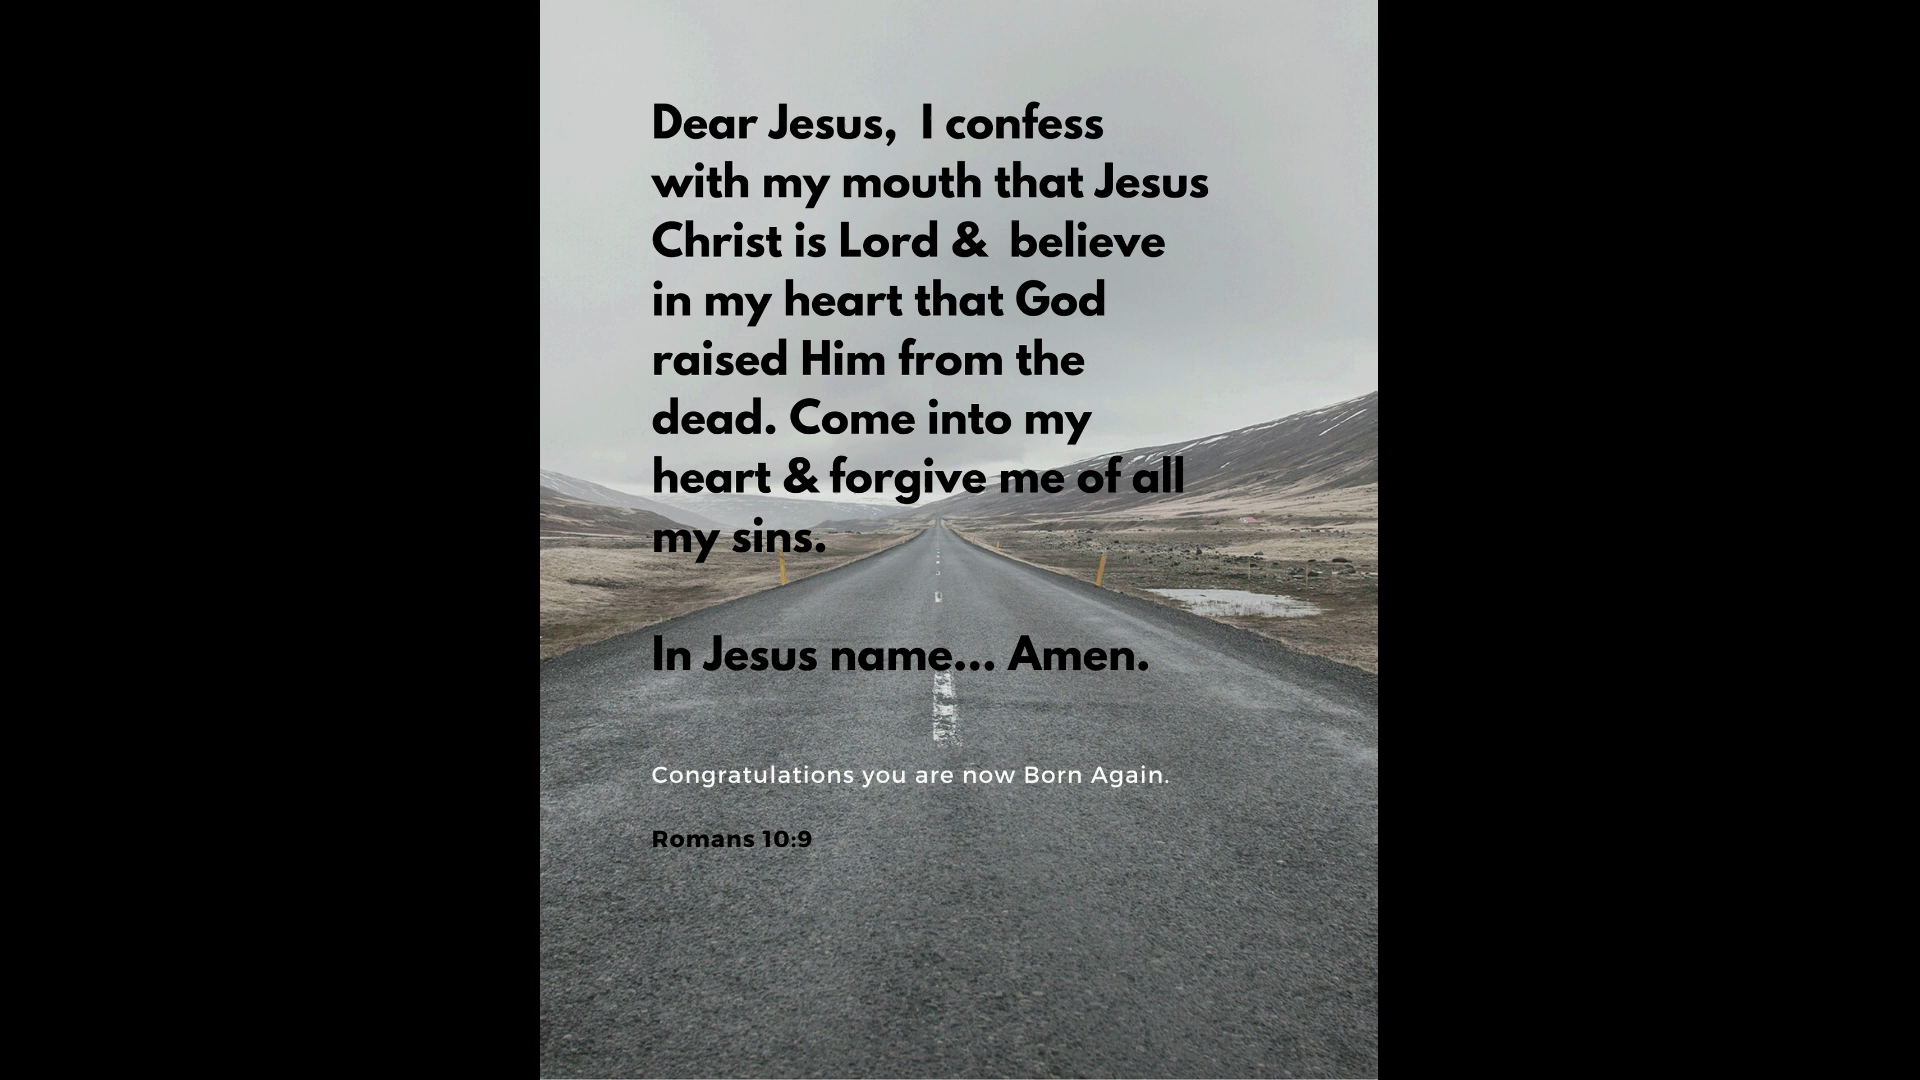 Dear Jesus,  I confess
with my mouth that Jesus
Christ is Lord &  believe
in my heart that God
raised Him from the
dead. Come into my
heart & forgive me of all
my sins.
In Jesus name... Amen.
Congratulations you are now Born Again.
Romans 10:9